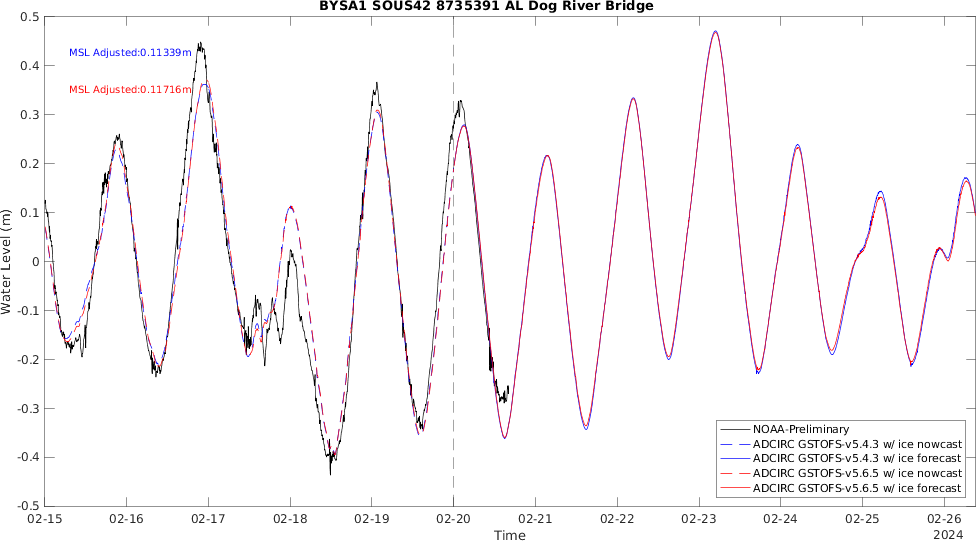 BYSA1 SOUS42 8735391 AL Dog River Bridge
MSL Adjusted:0.11339m
MSL Adjusted:0.11716m
Water Level (m)
0.5
0.4
0.3
0.2
0.1
0
-0.1
-0.2
-0.3
-0.4
-0.5
NOAA-Preliminary
ADCIRC GSTOFS-v5.4.3 w/ ice nowcast
ADCIRC GSTOFS-v5.4.3 w/ ice forecast
ADCIRC GSTOFS-v5.6.5 w/ ice nowcast
ADCIRC GSTOFS-v5.6.5 w/ ice forecast
02-15 02-16 02-17 02-18 02-19 02-20 02-21 02-22 02-23 02-24 02-25 02-26
Time
2024